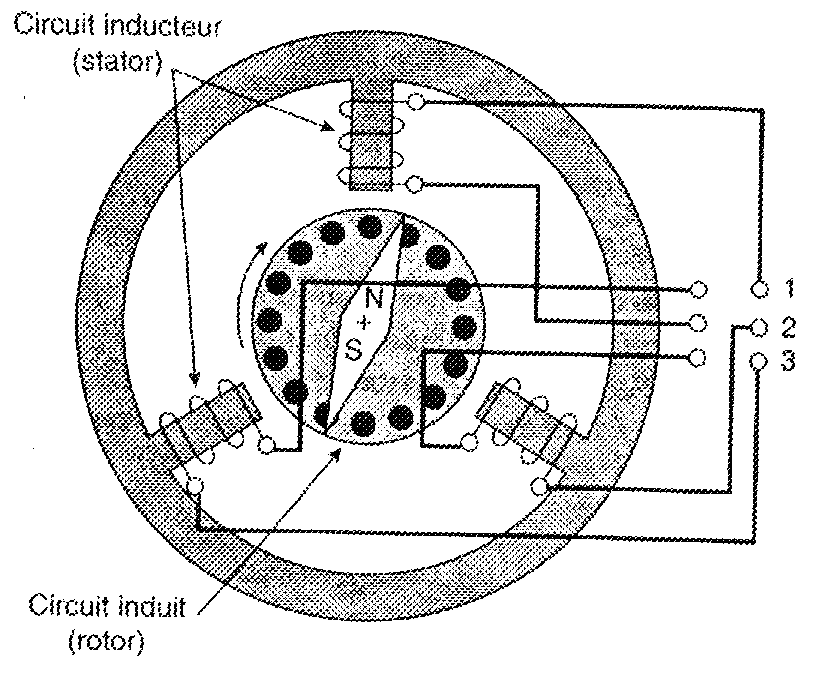 Circuit inducteur
(stator)
N
S
1
2
3
Circuit induit
(rotor)